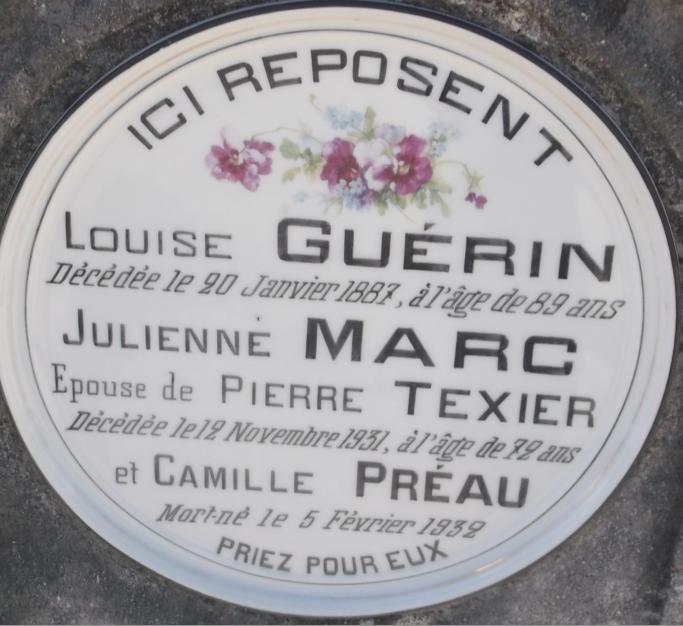 ICI REPOSENT
LOUISE GUÉRIN
Décédée le 20 Janvier 1887, à l'âge de 89 ans
JULIENNE MARC
Epouse de PIERRE TEXIER
Décédée le 12 Novembre 1931, à l'âge de 72 ans
et CAMILLE PRÉAU
Mort-né le 5 Février 1932
PRIEZ POUR EUX